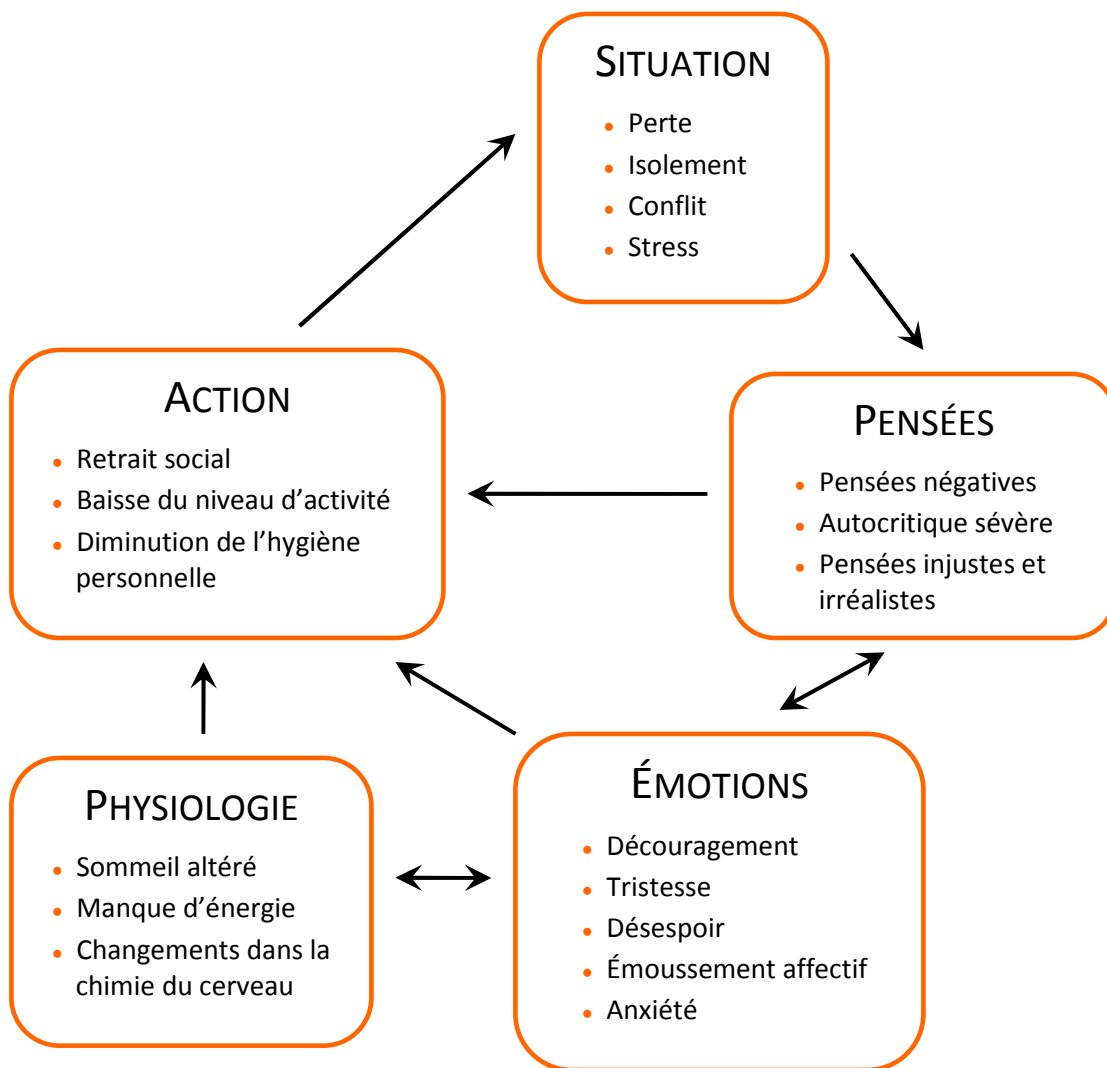 SITUATION
• Perte
• Isolement
• Conflit
• Stress
ACTION
• Retrait social
• Baisse du niveau d’activité
• Diminution de l’hygiène
personnelle
PENSÉES
• Pensées négatives
• Autocritique sévère
• Pensées injustes et
irréalistes
PHYSIOLOGIE
• Sommeil altéré
• Manque d’énergie
• Changements dans la
chimie du cerveau
ÉMOTIONS
• Découragement
• Tristesse
• Désespoir
• Émoussement affectif
• Anxiété